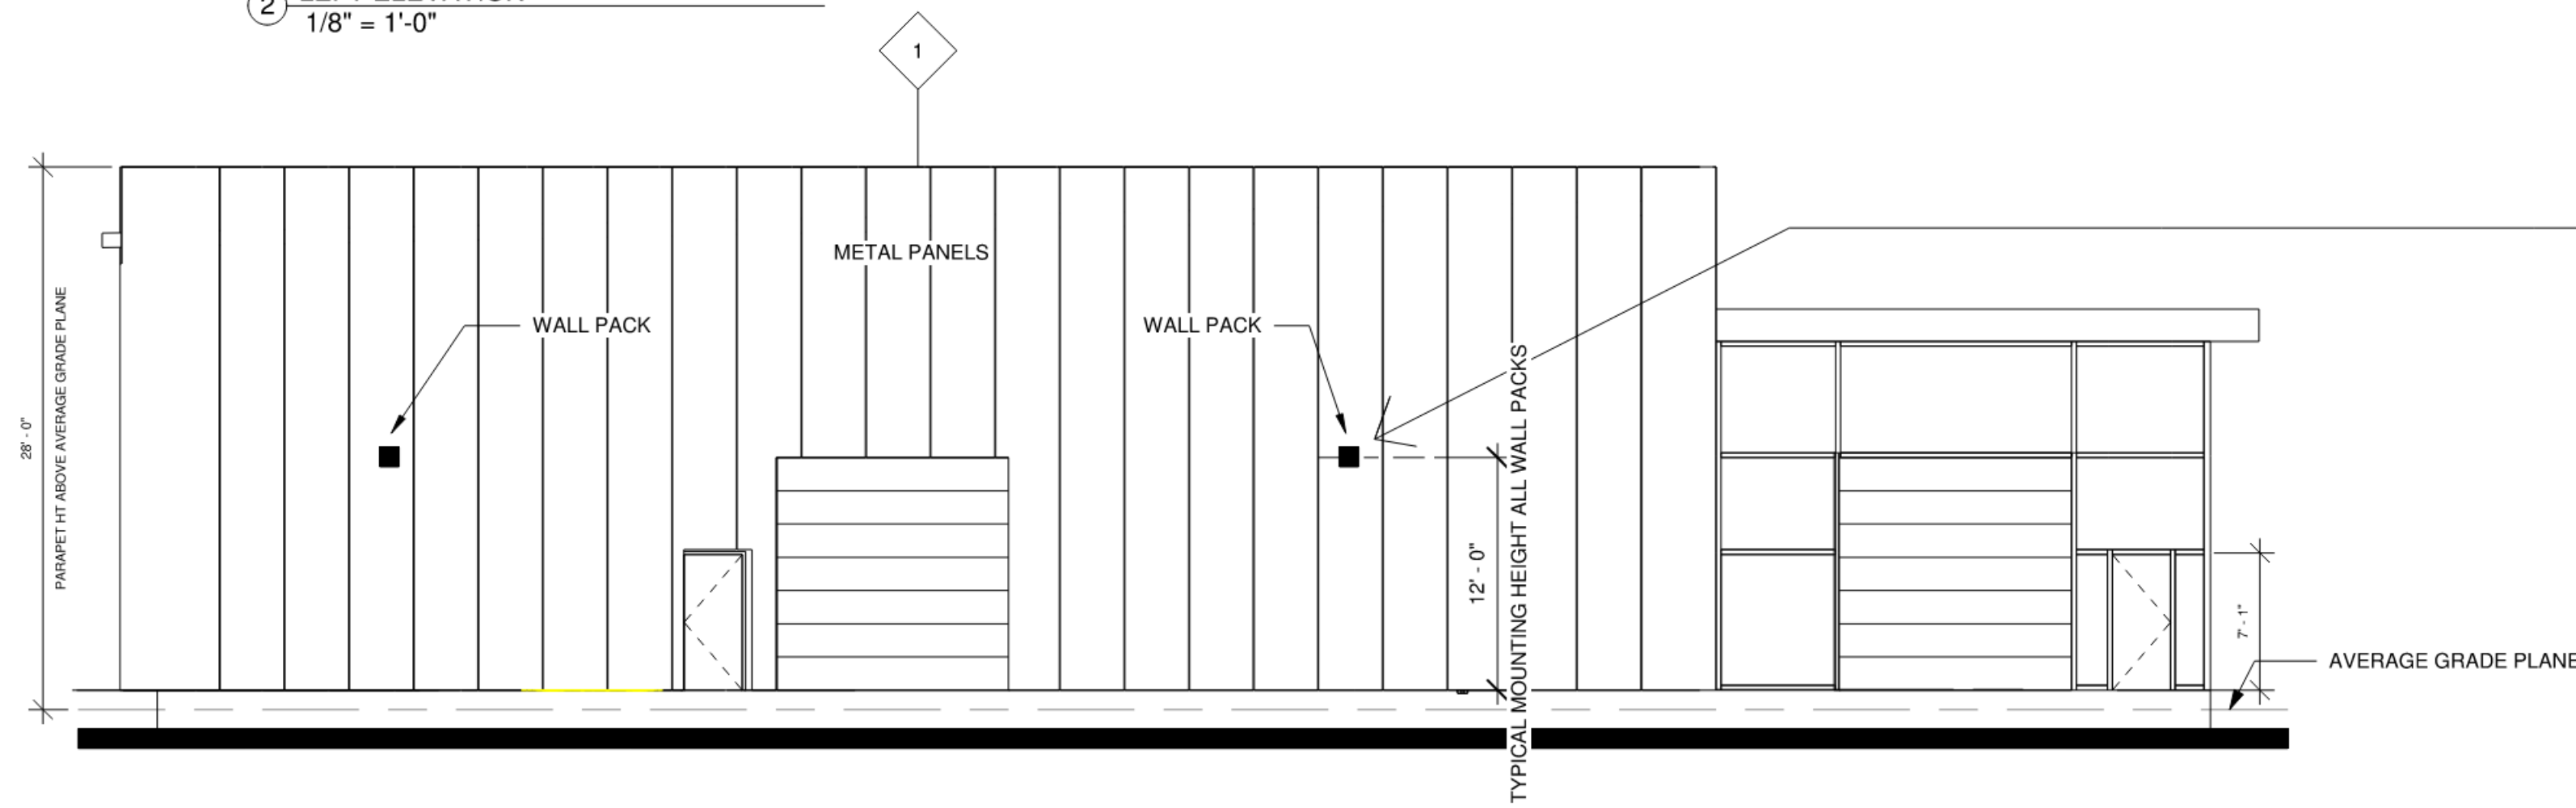 2
1/8" = 1'-0"
1
METAL PANELS
WALL PACK
WALL PACK
28' - 0"
PARAPET HT ABOVE AVERAGE GRADE PLANE
12' - 0"
TYPICAL MOUNTING HEIGHT ALL WALL PACKS
7' - 1"
AVERAGE GRADE PLANE